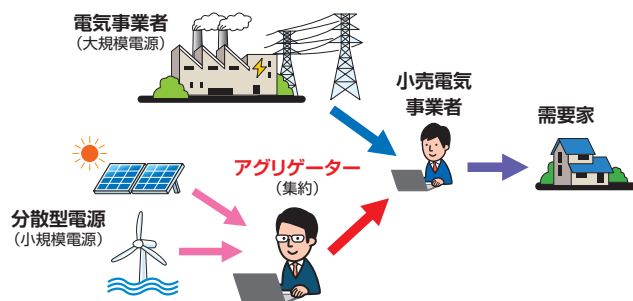 電気事業者
（大規模電源）
小売電気
事業者
需要家
アグリゲーター
（集約）
分散型電源
（小規模電源）